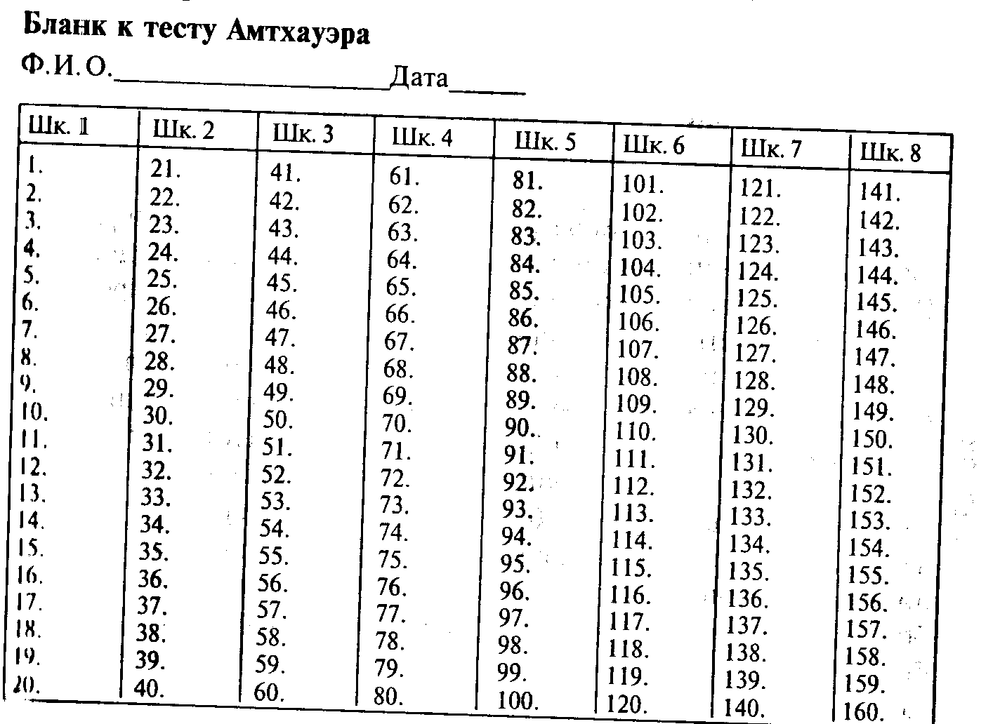 Бланк к тесту Амтхауэра
Ф.И.О.____________________Дата______
Шк. 1 Шк. 2 Шк. 3 Шк. 4 Шк. 5 Шк. 6 Шк. 7 Шк. 8
1. 21. 41. 61. 81. 101. 121. 141.
2. 22. 42. 62. 82. 102. 122. 142.
3. 23. 43. 63. 83. 103. 123. 143.
4. 24. 44. 64. 84. 104. 124. 144.
5. 25. 45. 65. 85. 105. 125. 145.
6. 26. 46. 66. 86. 106. 126. 146.
7. 27. 47. 67. 87. 107. 127. 147.
8. 28. 48. 68. 88. 108. 128. 148.
9. 29. 49. 69. 89. 109. 129. 149.
10. 30. 50. 70. 90. 110. 130. 150.
11. 31. 51. 71. 91. 111. 131. 151.
12. 32. 52. 72. 92. 112. 132. 152.
13. 33. 53. 73. 93. 113. 133. 153.
14. 34. 54. 74. 94. 114. 134. 154.
15. 35. 55. 75. 95. 115. 135. 155.
16. 36. 56. 76. 96. 116. 136. 156.
17. 37. 57. 77. 97. 117. 137. 157.
18. 38. 58. 78. 98. 118. 138. 158.
19. 39. 59. 79. 99. 119. 139. 159.
20. 40. 60. 80. 100. 120. 140. 160.